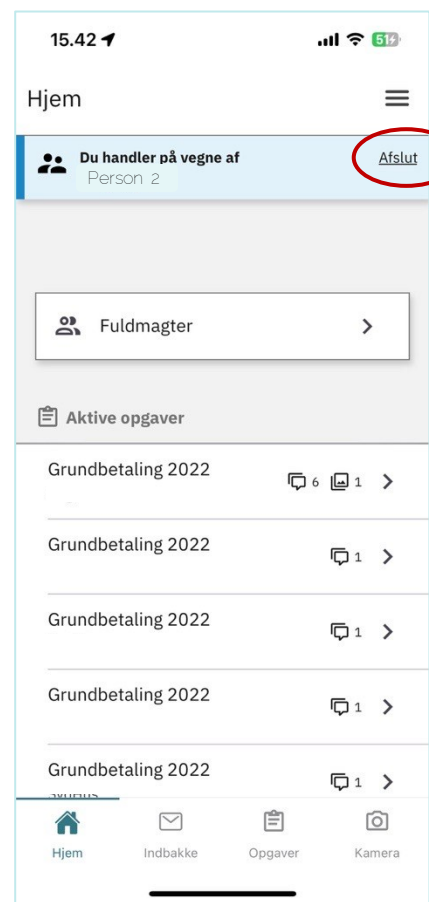 15.42
51
Hjem
Du handler på vegne af
Afslut
Person 2
Fuldmagter
Aktive opgaver
Grundbetaling 2022
6 1
Grundbetaling 2022
1
Grundbetaling 2022
1
Grundbetaling 2022
1
Grundbetaling 2022
1
Hjem Indbakke Opgaver Kamera